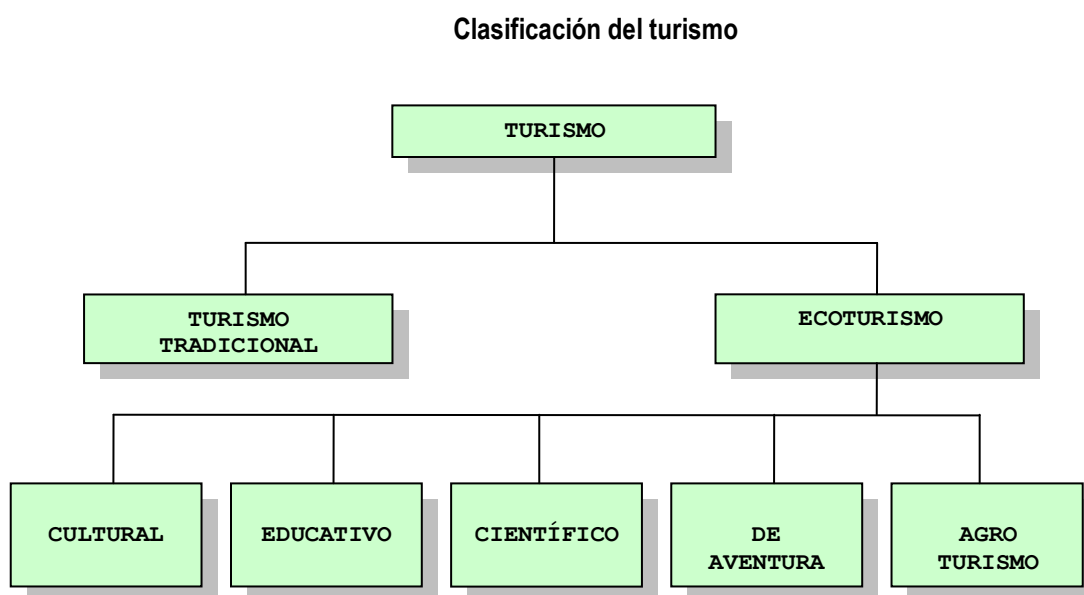 Clasificación del turismo
TURISMO
TURISMO
TRADICIONAL
ECOTURISMO
CULTURAL
EDUCATIVO
CIENTÍFICO
DE
AVENTURA
AGRO
TURISMO